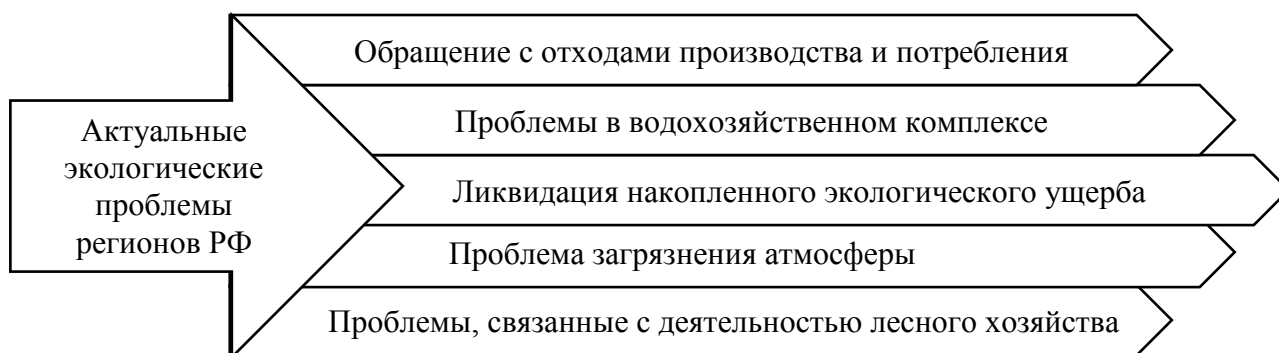 Актуальные
экологические
проблемы
регионов РФ
Обращение с отходами производства и потребления
Проблемы в водохозяйственном комплексе
Ликвидация накопленного экологического ущерба
Проблема загрязнения атмосферы
Проблемы, связанные с деятельностью лесного хозяйства